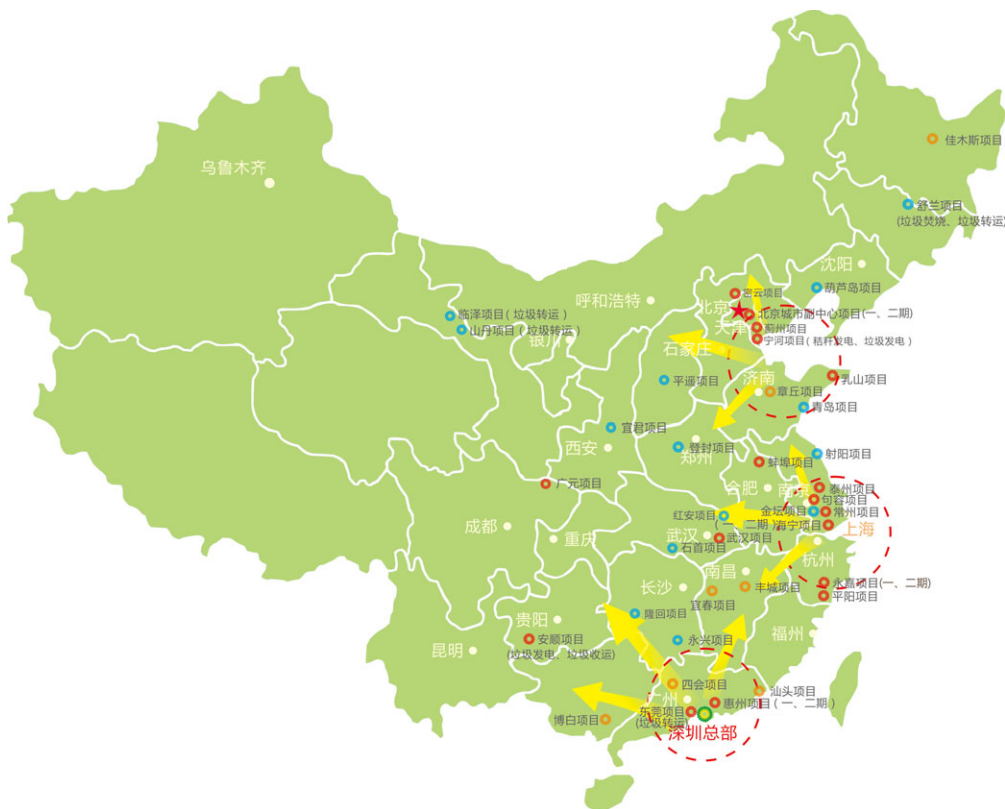 佳木斯项目
乌鲁木齐
舒兰项目
(垃圾焚烧、垃圾转运)
沈阳
葫芦岛项目
密云项目
呼和浩特
北京
北京城市副中心项目(一、二期)
临泽项目(垃圾转运)
天津
蓟州项目
山丹项目(垃圾转运)
宁河项目(秸秆发电、垃圾发电)
银川
石家庄
平遥项目
济南
乳山项目
章丘项目
青岛项目
宜君项目
西安
登封项目
郑州
射阳项目
蚌埠项目
广元项目
合肥
南京
泰州项目
句容项目
红安项目
金坛项目
常州项目
(一、二期)海宁项目
上海
成都
重庆
武汉
武汉项目
石首项目
杭州
南昌
长沙
丰城项目
永嘉项目(一、二期)
宜春项目
平阳项目
隆回项目
贵阳
福州
安顺项目
(垃圾发电、垃圾收运)
永兴项目
昆明
四会项目
汕头项目
广州
惠州项目(一、二期)
东莞项目
博白项目
(垃圾转运)
深圳总部